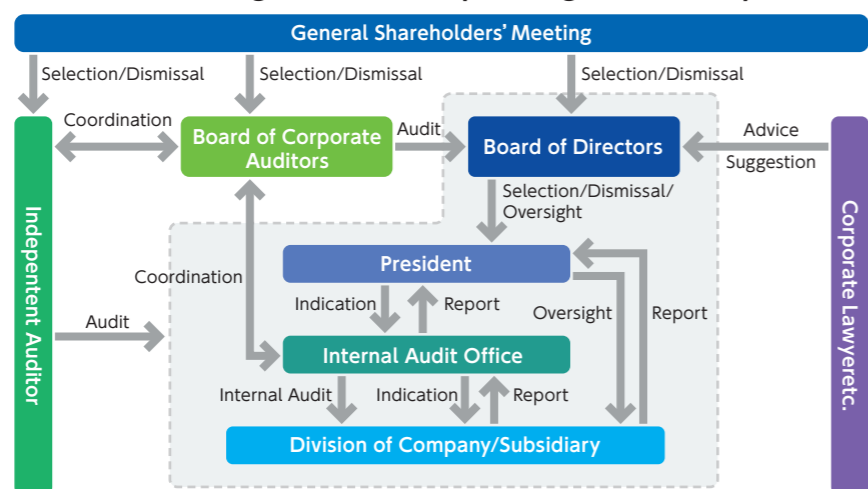 General Shareholders' Meeting
Selection/Dismissal
Selection/Dismissal
Selection/Dismissal
Coordination
Board of Corporate
Auditors
Audit
Board of Directors
Advice
Suggestion
Selection/Dismissal/
Oversight
Indepentent Auditor
Corporate Lawyeretc.
President
Coordination
Indication
Report
Oversight
Report
Audit
Internal Audit Office
Internal Audit
Indication
Report
Division of Company/Subsidiary